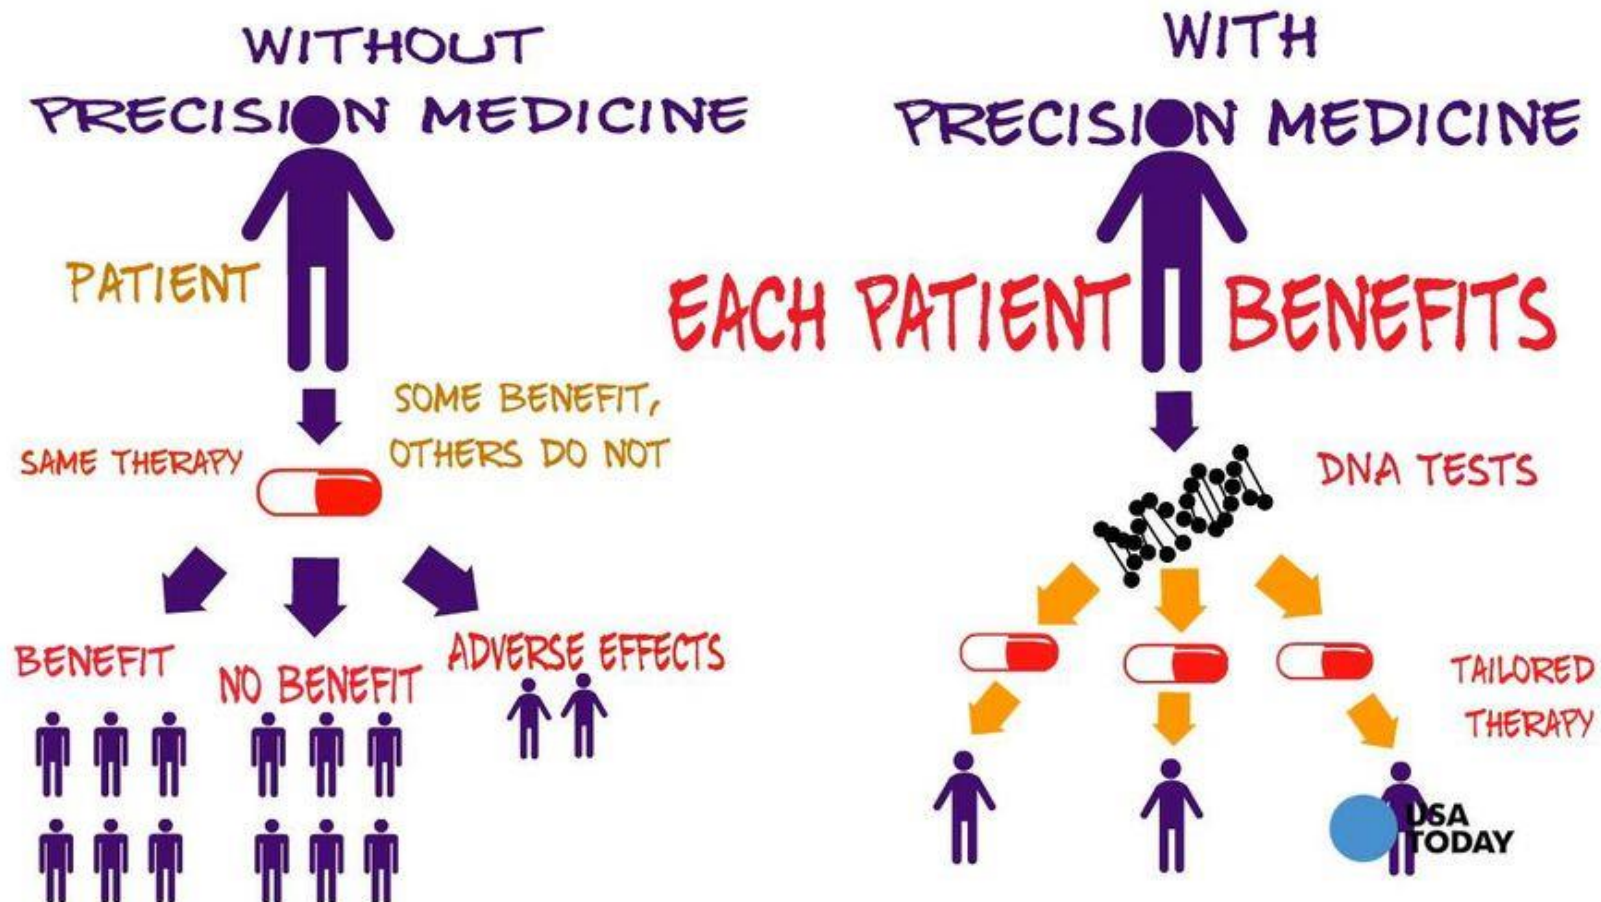 WITHOUT
PRECISION MEDICINE
PATIENT
SOME BENEFIT,
OTHERS DO NOT
SAME THERAPY
BENEFIT
NO BENEFIT
ADVERSE EFFECTS
WITH
PRECISION MEDICINE
EACH PATIENT BENEFITS
DNA TESTS
TAILORED
THERAPY
USA
TODAY